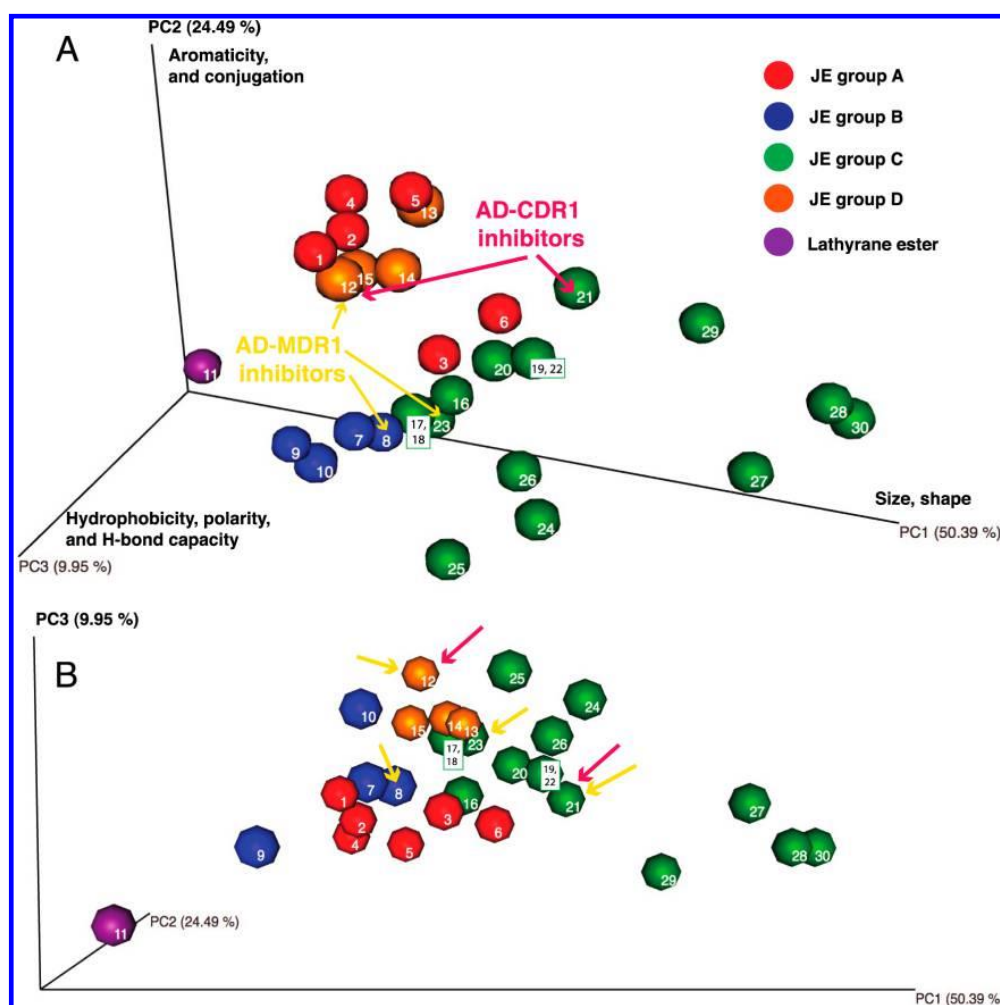 A
PC2 (24.49 %)
Aromaticity,
and conjugation
JE group A
JE group B
JE group C
JE group D
Lathyrane ester
AD-CDR1
inhibitors
AD-MDR1
inhibitors
4
5
13
2
1
12
15
14
21
6
29
3
20
19, 22
11
16
28
30
17,
18
23
7
8
9
10
26
27
24
25
Size, shape
PC1 (50.39 %)
Hydrophobicity, polarity,
and H-bond capacity
PC3 (9.95 %)
PC3 (9.95 %)
B
12
25
10
24
15
14
13
17,
18
23
26
20
19,
22
7
8
21
1
16
3
2
4
5
6
27
9
28
30
29
11
PC2 (24.49 %)
PC1 (50.39 %